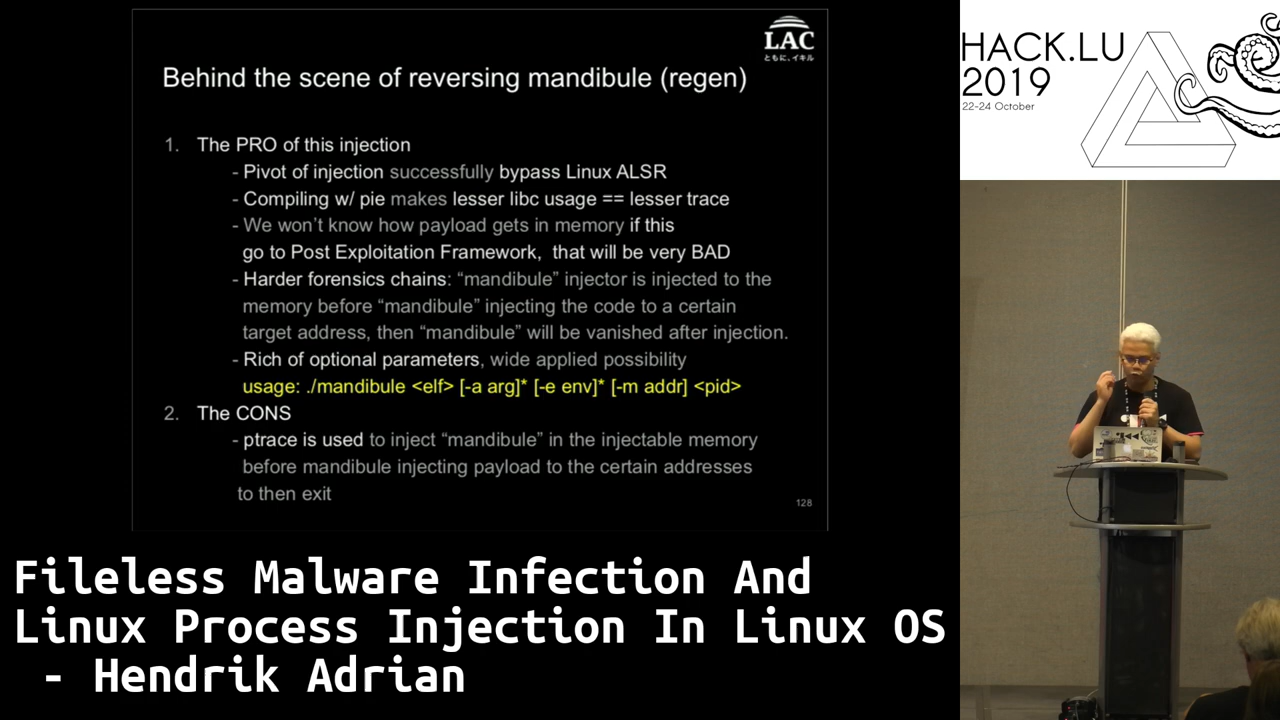 LAC
ともに、イキル
Behind the scene of reversing mandibule (regen)
1. The PRO of this injection
- Pivot of injection successfully bypass Linux ALSR
- Compiling w/ pie makes lesser libc usage == lesser trace
- We won't know how payload gets in memory if this
go to Post Exploitation Framework, that will be very BAD
- Harder forensics chains: “mandibule” injector is injected to the
memory before “mandibule” injecting the code to a certain
target address, then “mandibule” will be vanished after injection.
- Rich of optional parameters, wide applied possibility
usage: ./mandibule <elf> [-a arg]* [-e env]* [-m addr] <pid>
2. The CONS
- ptrace is used to inject “mandibule” in the injectable memory
before mandibule injecting payload to the certain addresses
to then exit
128
HACK.LU
2019
22-24 October
Fileless Malware Infection And
Linux Process Injection In Linux OS
- Hendrik Adrian